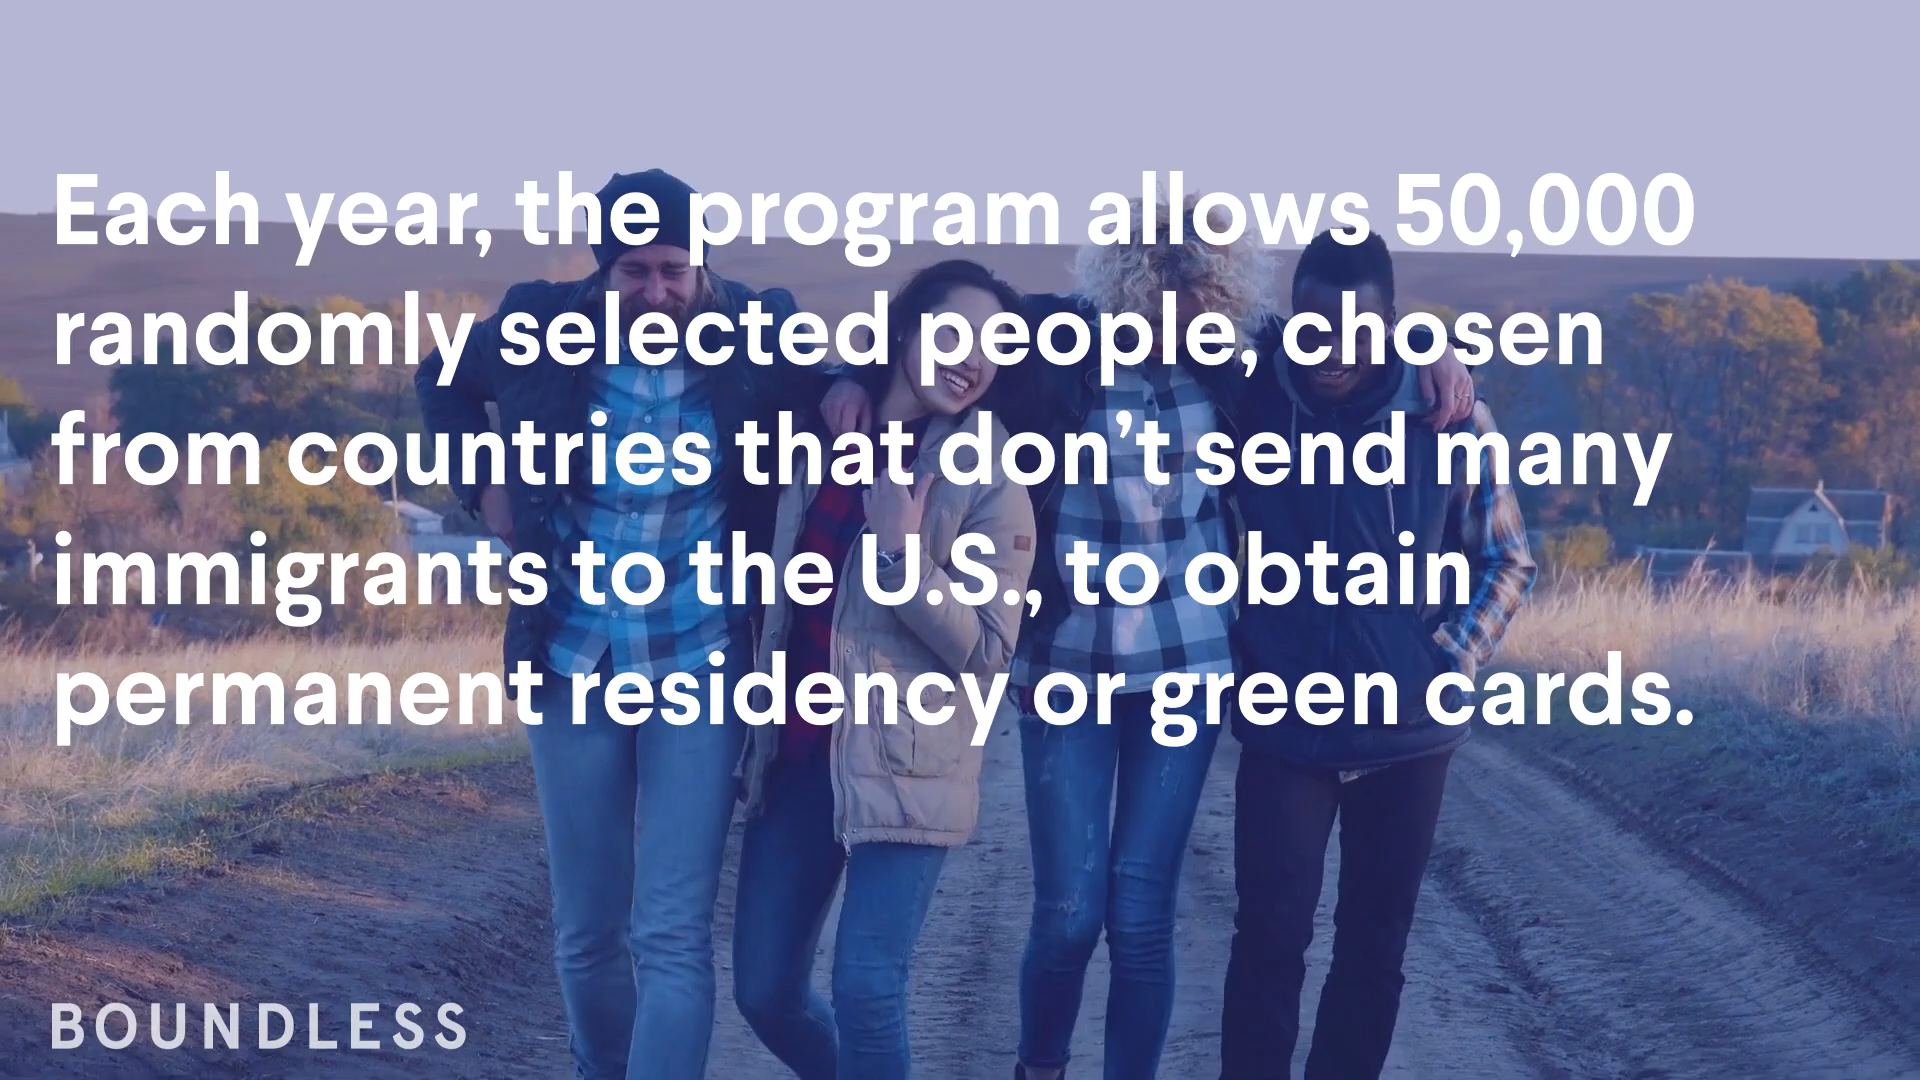 Each year, the program allows 50,000
randomly selected people, chosen
from countries that don’t send many
immigrants to the U.S., to obtain
permanent residency or green cards.
BOUNDLESS